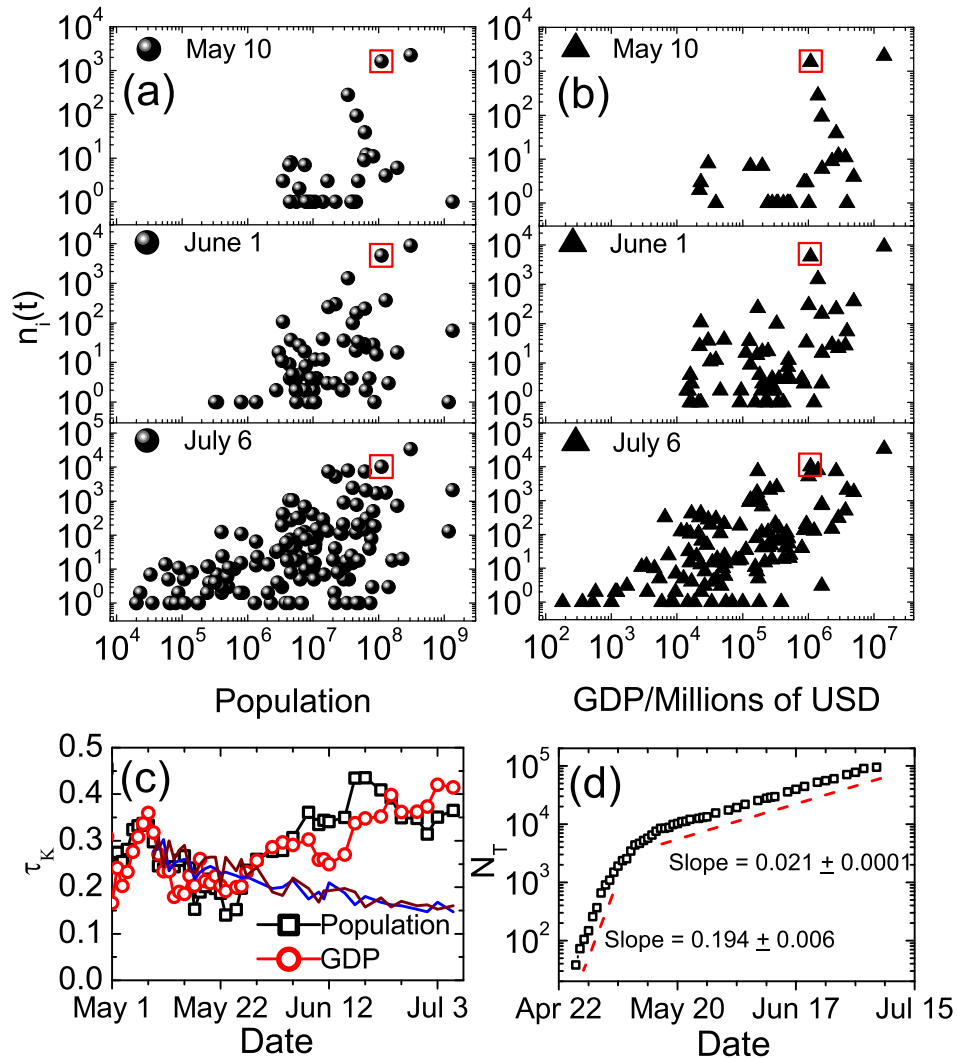 10^4
10^3
10^2
10^1
10^0
May 10
(a)
10^4
10^3
10^2
10^1
10^0
June 1
n_i(t)
10^5
10^5
10^4
10^3
10^2
10^1
10^0
July 6
10^4 10^5 10^6 10^7 10^8 10^9
Population
10^4
10^3
10^2
10^1
10^0
May 10
(b)
10^4
10^3
10^2
10^1
10^0
June 1
10^5
10^5
10^4
10^3
10^2
10^1
10^0
July 6
10^2 10^3 10^4 10^5 10^6 10^7
GDP/Millions of USD
(c)
0.5
0.4
0.3
0.2
0.1
0.0
τ_K
Population
GDP
May 1 May 22 Jun 12 Jul 3
Date
(d)
10^5
10^4
10^3
10^2
N_T
Slope = 0.021 ± 0.0001
Slope = 0.194 ± 0.006
Apr 22 May 20 Jun 17 Jul 15
Date